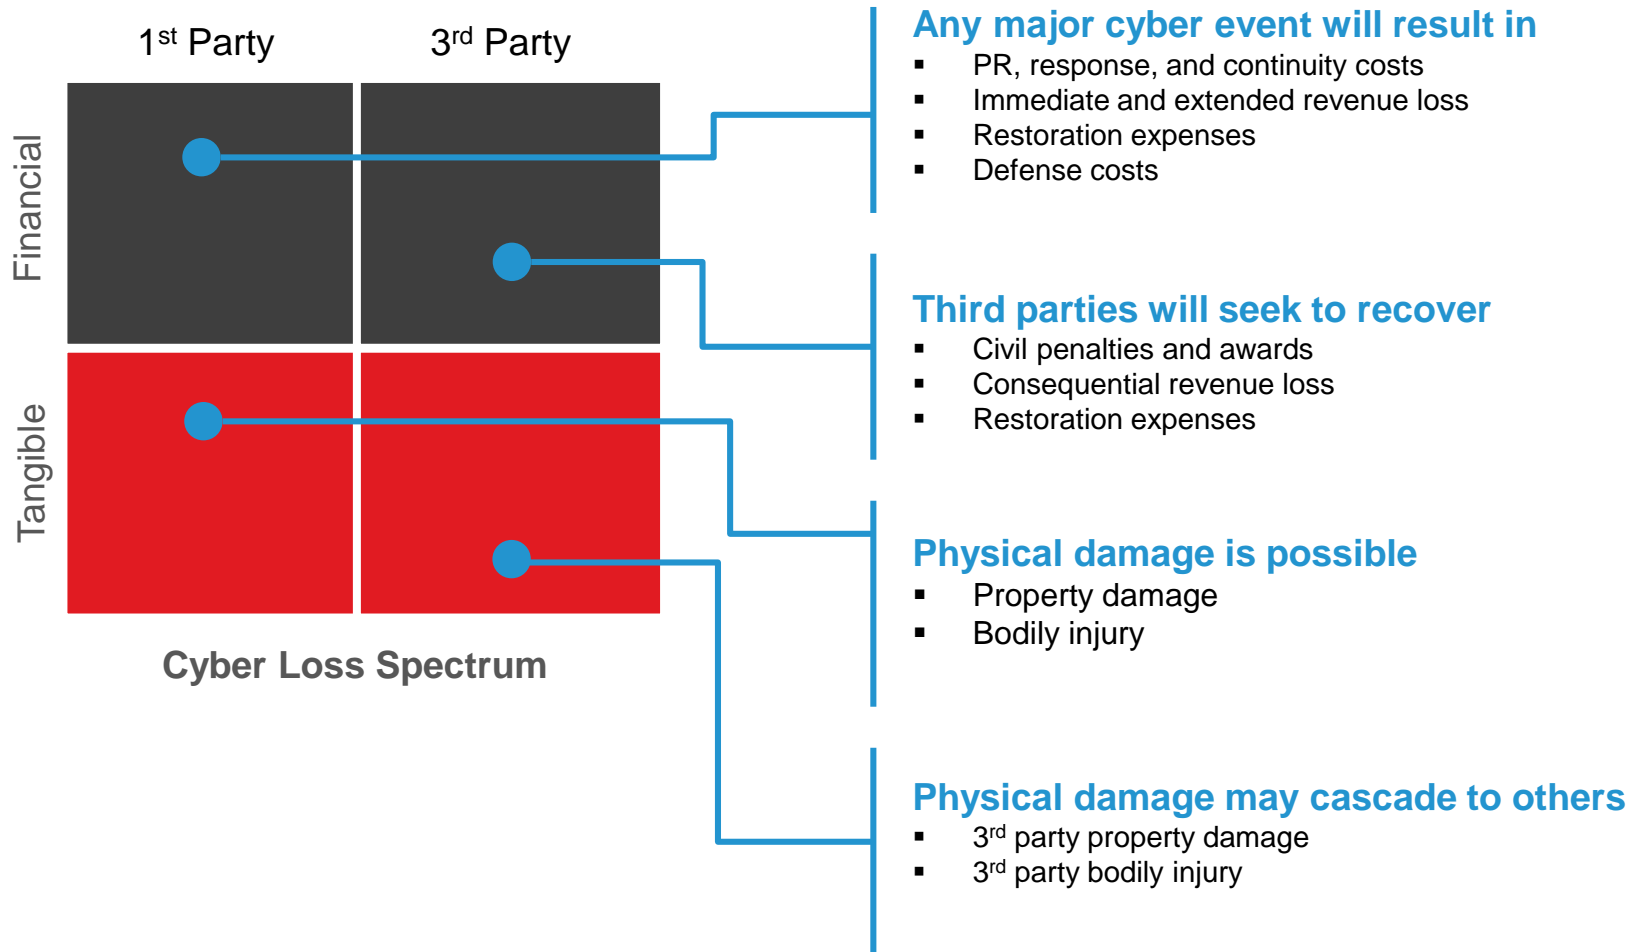 1st Party
3rd Party
Financial
Tangible
Cyber Loss Spectrum
Any major cyber event will result in
▪ PR, response, and continuity costs
▪ Immediate and extended revenue loss
▪ Restoration expenses
▪ Defense costs
Third parties will seek to recover
▪ Civil penalties and awards
▪ Consequential revenue loss
▪ Restoration expenses
Physical damage is possible
▪ Property damage
▪ Bodily injury
Physical damage may cascade to others
▪ 3rd party property damage
▪ 3rd party bodily injury